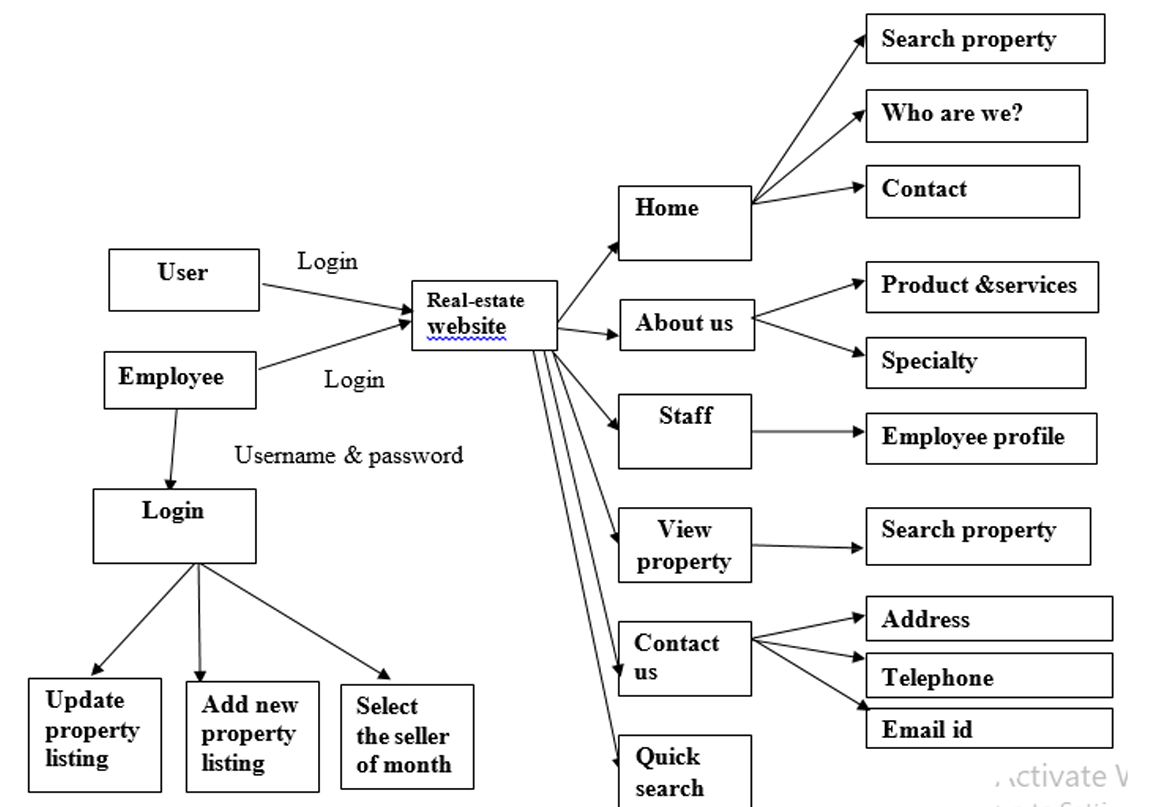 Search property
Who are we?
Contact
Home
User
Login
Real-estate
website
Product &services
About us
Specialty
Employee
Login
Staff
Employee profile
Username & password
Login
View
property
Search property
Address
Contact
us
Telephone
Email id
Update
property
listing
Add new
property
listing
Select
the seller
of month
Quick
search